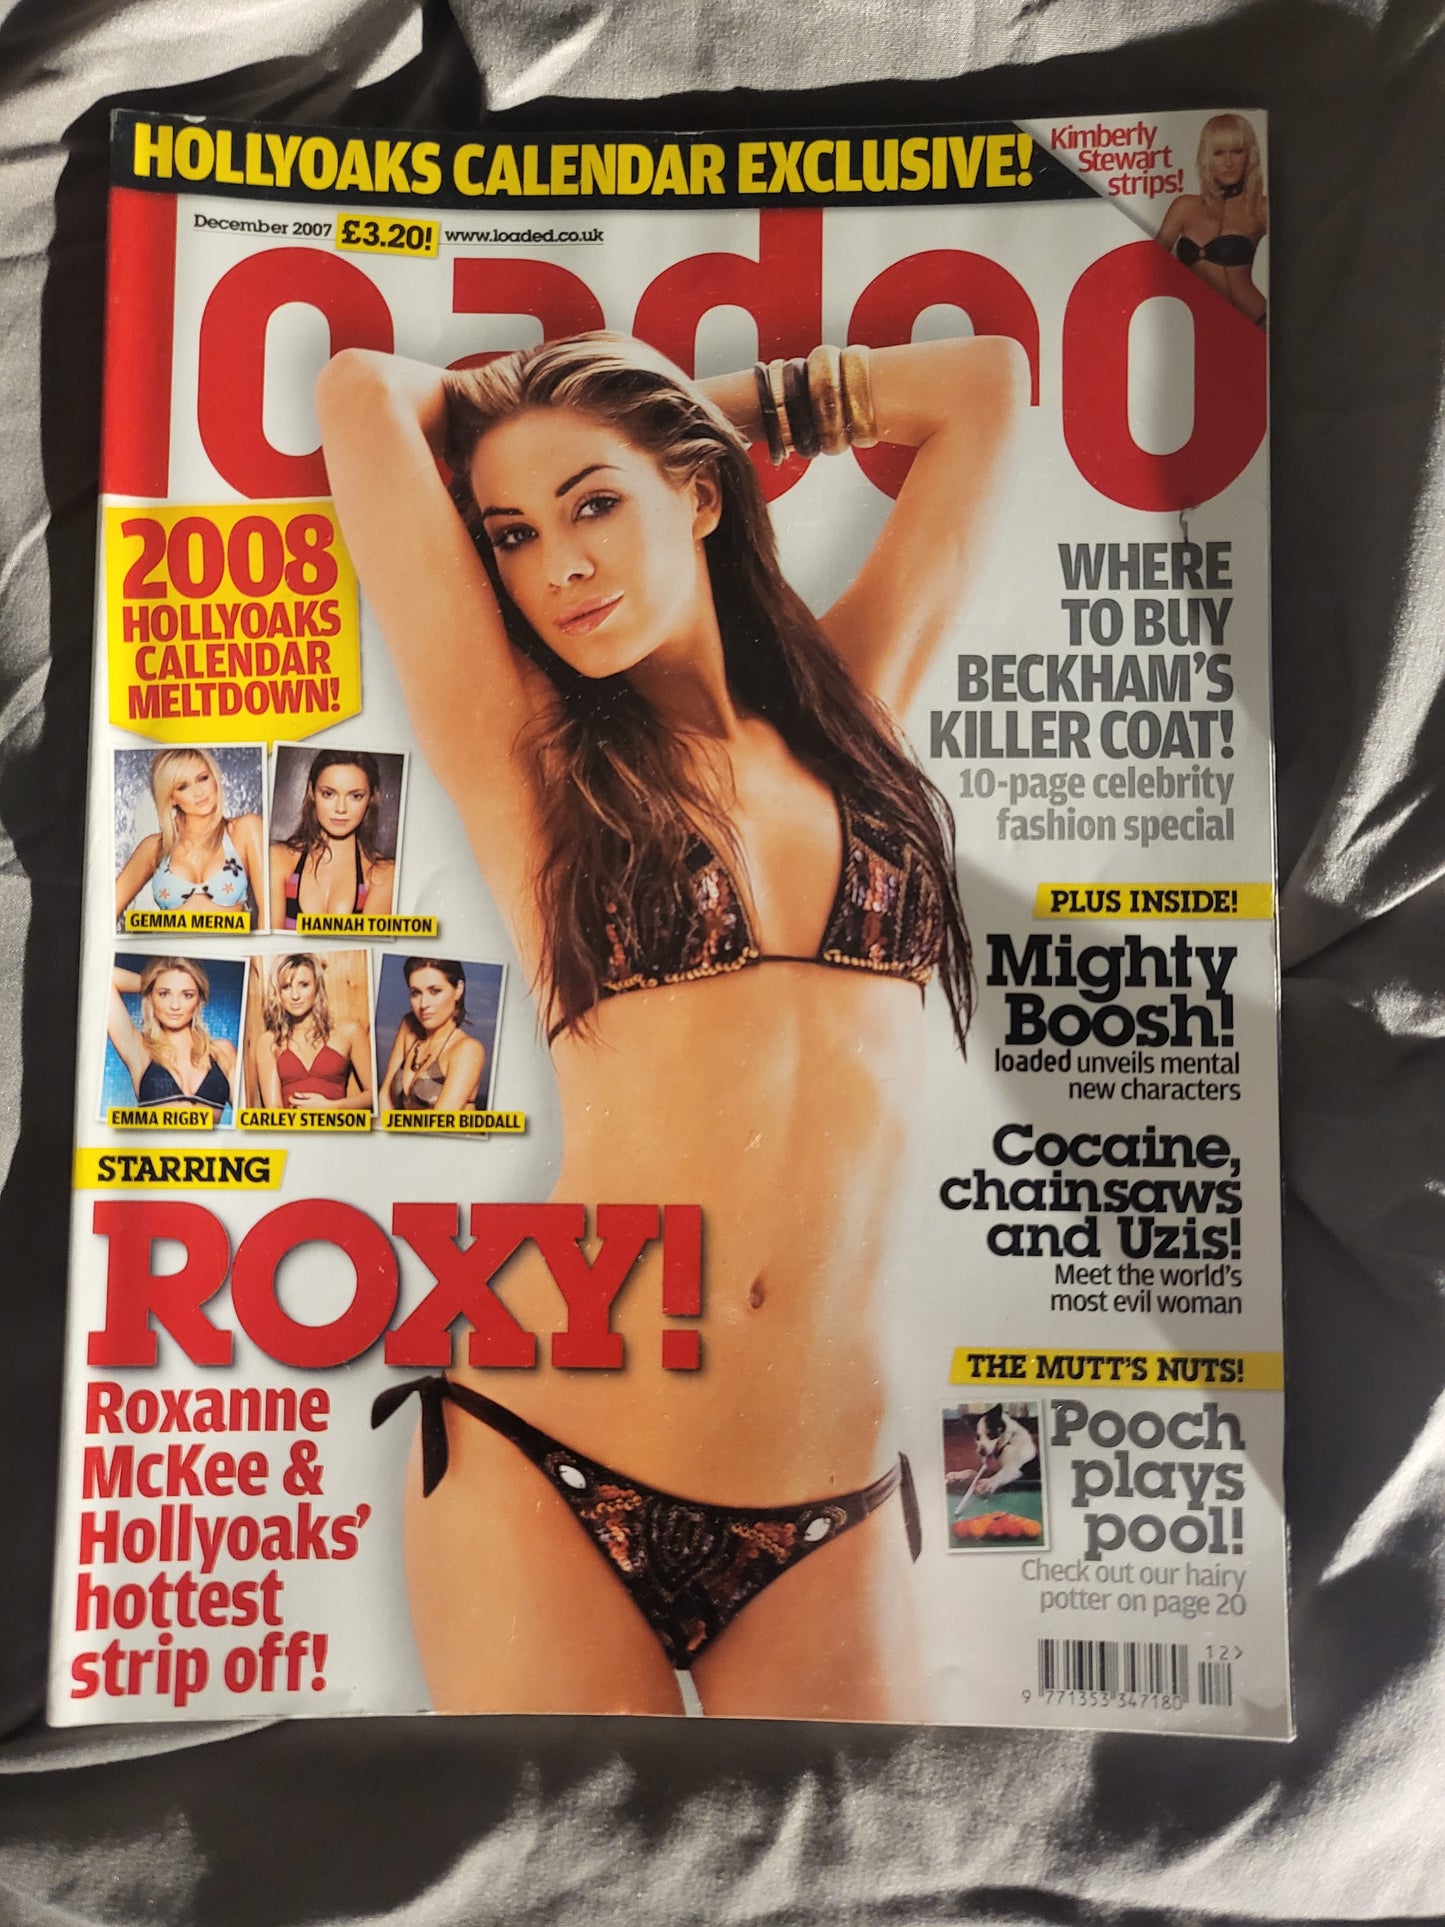 HOLLYOAKS CALENDAR EXCLUSIVE!
Kimberly
Stewart
strips!
December 2007 £3.20! www.loaded.co.uk
loaded
2008
HOLLYOAKS
CALENDAR
MELTDOWN!
GEMMA MERNA
HANNAH TOINTON
EMMA RIGBY
CARLEY STENSON
JENNIFER BIDDALL
STARRING
ROXY!
Roxanne
McKee &
Hollyoaks'
hottest
strip off!
WHERE
TO BUY
BECKHAM'S
KILLER COAT!
10-page celebrity
fashion special
PLUS INSIDE!
Mighty
Boosh!
loaded unveils mental
new characters
Cocaine,
chainsaws
and Uzis!
Meet the world's
most evil woman
THE MUTT'S NUTS!
Pooch
plays
pool!
Check out our hairy
potter on page 20
12>
9 771353 347180